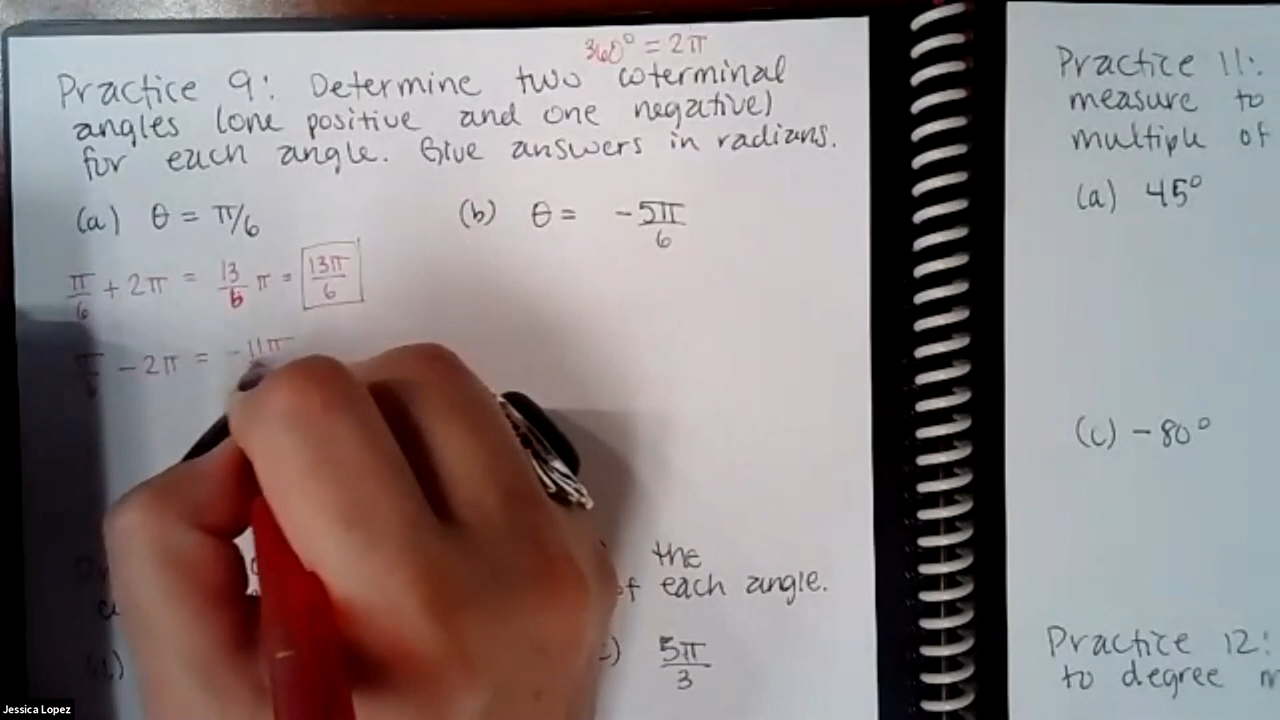 360° = 2π
Practice 9: Determine two coterminal
angles (one positive and one negative)
for each angle. Give answers in radians.
(a) θ = π/6
(b) θ = -5π/6
π/6 + 2π = 13/6 π = 13π/6
π/6 - 2π = -11π
the
of each angle.
5π/3
Practice 11:
measure to
multiple of
(a) 45°
(c) -80°
Practice 12:
to degree
Jessica Lopez